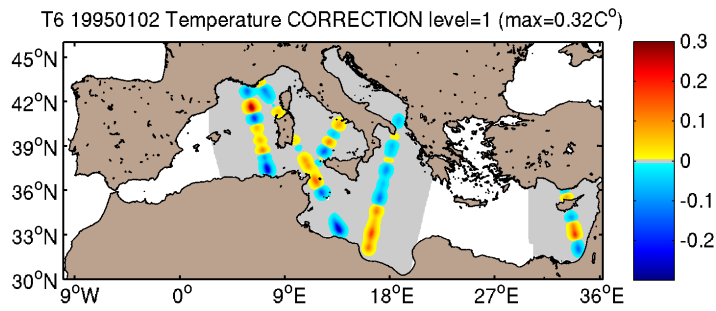 T6 19950102 Temperature CORRECTION level=1 (max=0.32C°)
45°N
42°N
39°N
36°N
33°N
30°N
9°W
0°
9°E
18°E
27°E
36°E
0.3
0.2
0.1
0
-0.1
-0.2